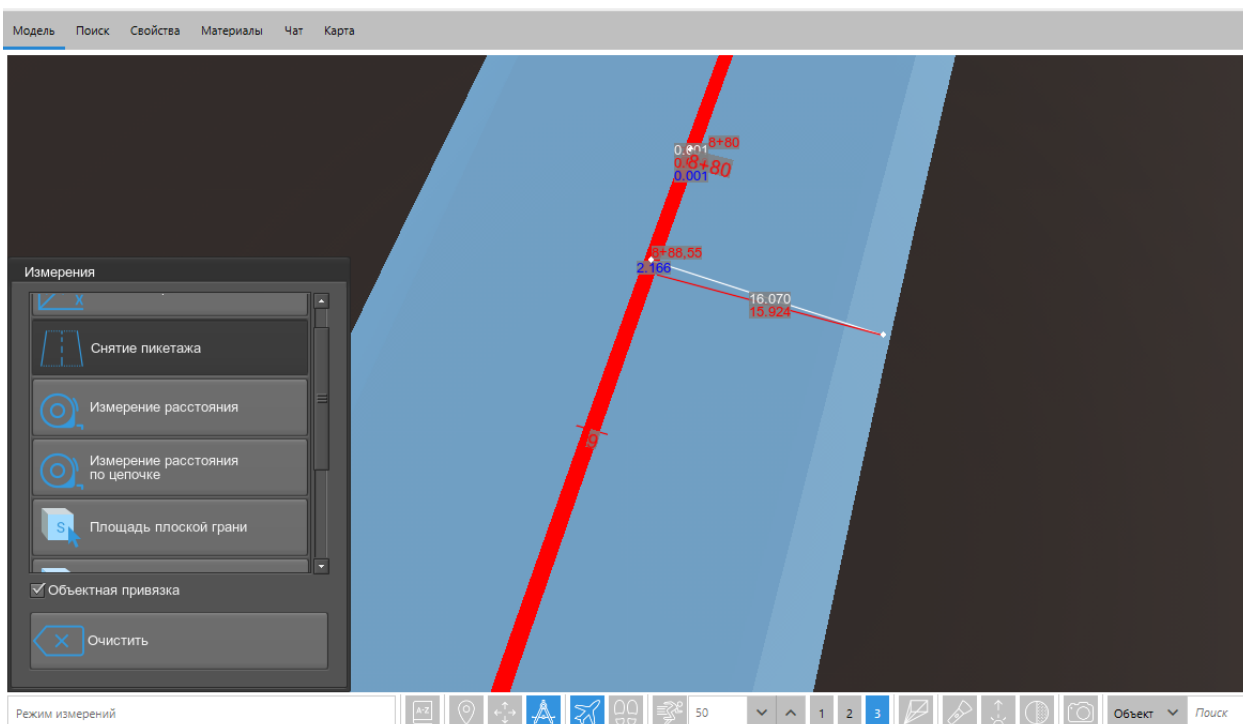 Модель Поиск Свойства Материалы Чат Карта
8+80
8+80
0.001
8+88,55
2.166
16.070
15.924
9
Измерения
X
Снятие пикетажа
Измерение расстояния
Измерение расстояния
по цепочке
S
Площадь плоской грани
Объектная привязка
Очистить
Режим измерений
A-Z
50
1
2
3
Объект
Поиск